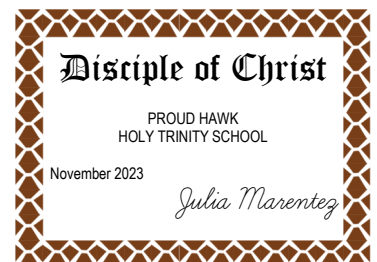 Disciple of Christ
PROUD HAWK
HOLY TRINITY SCHOOL
November 2023
Julia Marentez